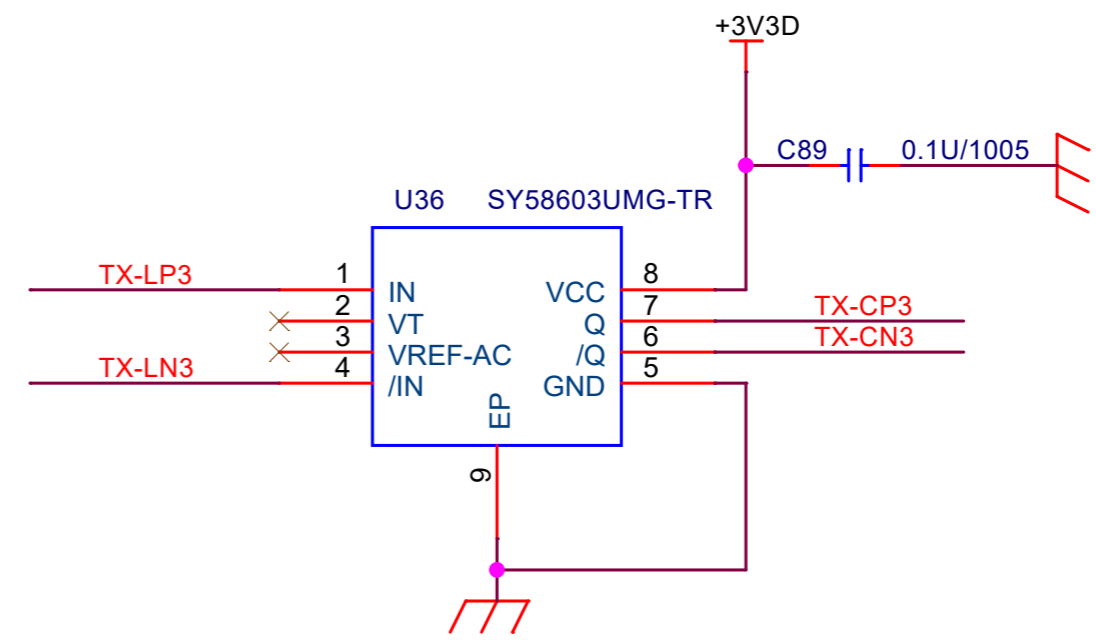 +3V3D
C89 0.1U/1005
U36 SY58603UMG-TR
TX-LP3 1 IN VCC 8
2 VT Q 7 TX-CP3
3 VREF-AC /Q 6 TX-CN3
TX-LN3 4 /IN GND 5
EP
9